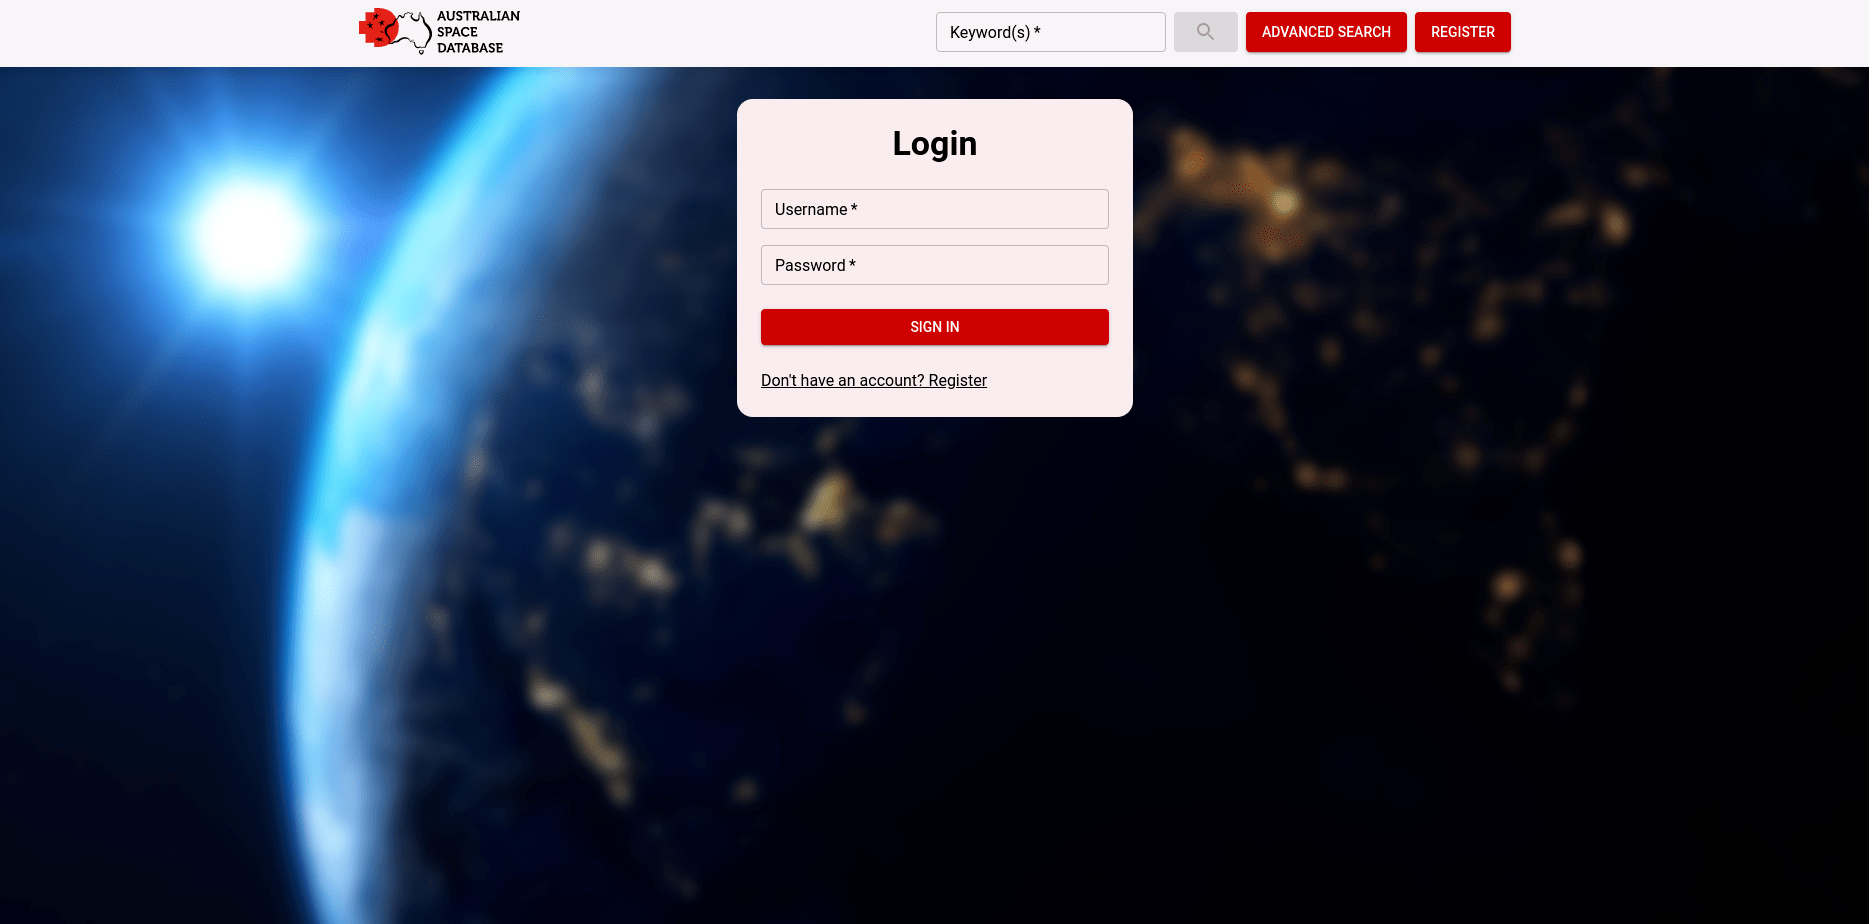 AUSTRALIAN
SPACE
DATABASE
Keyword(s) *
ADVANCED SEARCH
REGISTER
Login
Username *
Password *
SIGN IN
Don't have an account? Register